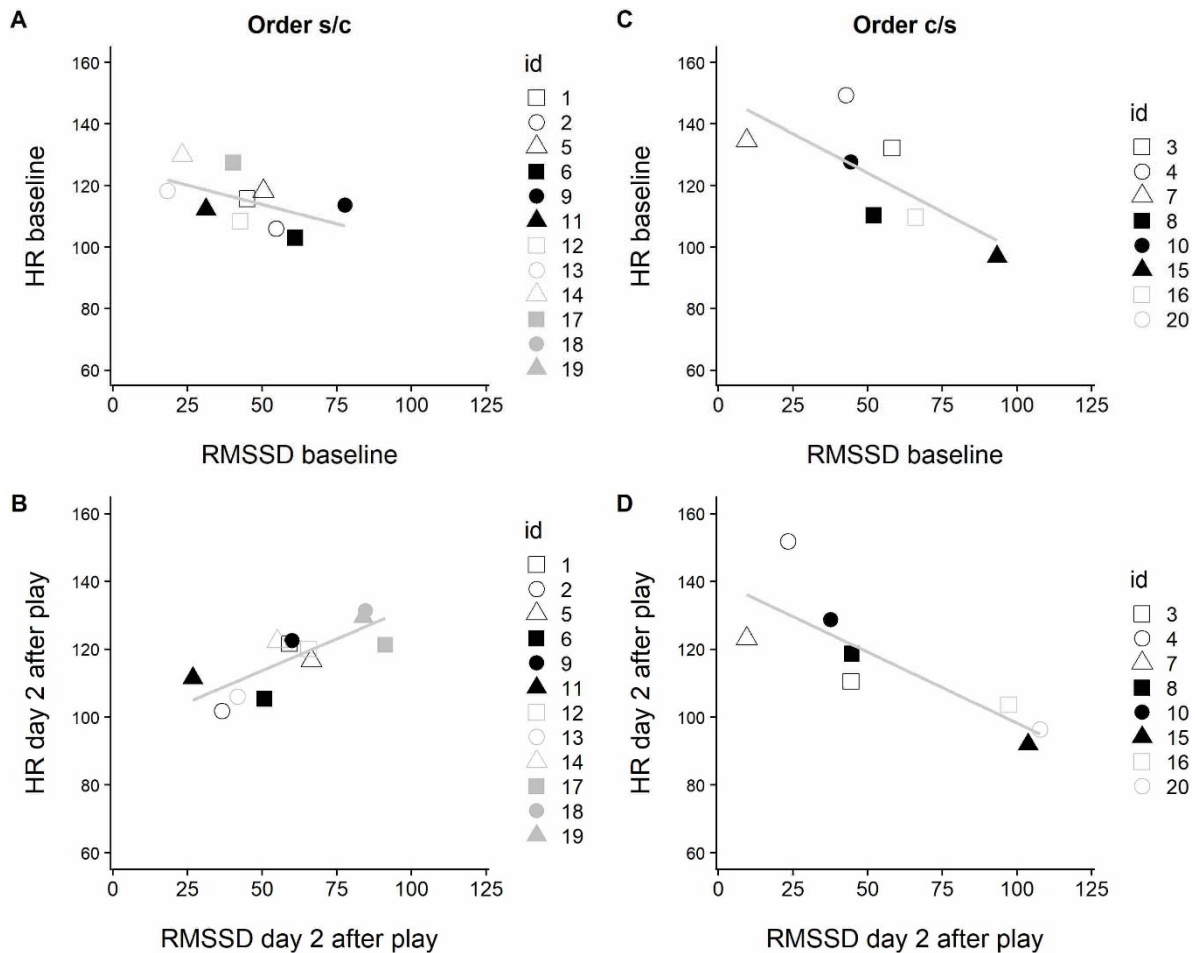 A
Order s/c
HR baseline
160
140
120
100
80
60
0 25 50 75 100 125
RMSSD baseline
id
1
2
5
6
9
11
12
13
14
17
18
19
C
Order c/s
HR baseline
160
140
120
100
80
60
0 25 50 75 100 125
RMSSD baseline
id
3
4
7
8
10
15
16
20
B
HR day 2 after play
160
140
120
100
80
60
0 25 50 75 100 125
RMSSD day 2 after play
id
1
2
5
6
9
11
12
13
14
17
18
19
D
HR day 2 after play
160
140
120
100
80
60
0 25 50 75 100 125
RMSSD day 2 after play
id
3
4
7
8
10
15
16
20